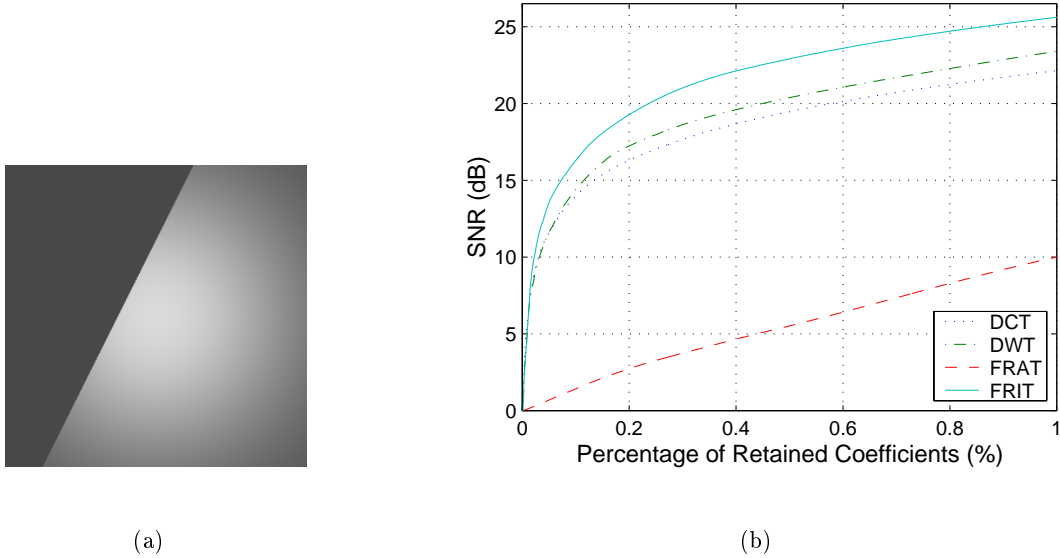 25
20
15
10
5
0
SNR (dB)
0
0.2
0.4
0.6
0.8
1
Percentage of Retained Coefficients (%)
DCT
DWT
FRAT
FRIT
(a)
(b)